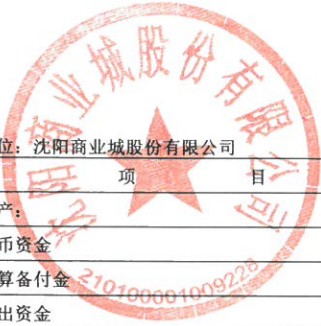 沈阳商业城股份有限公司
位：沈阳商业城股份有限公司
项 目
产：
币资金
算备付金
出资金
210100001009228